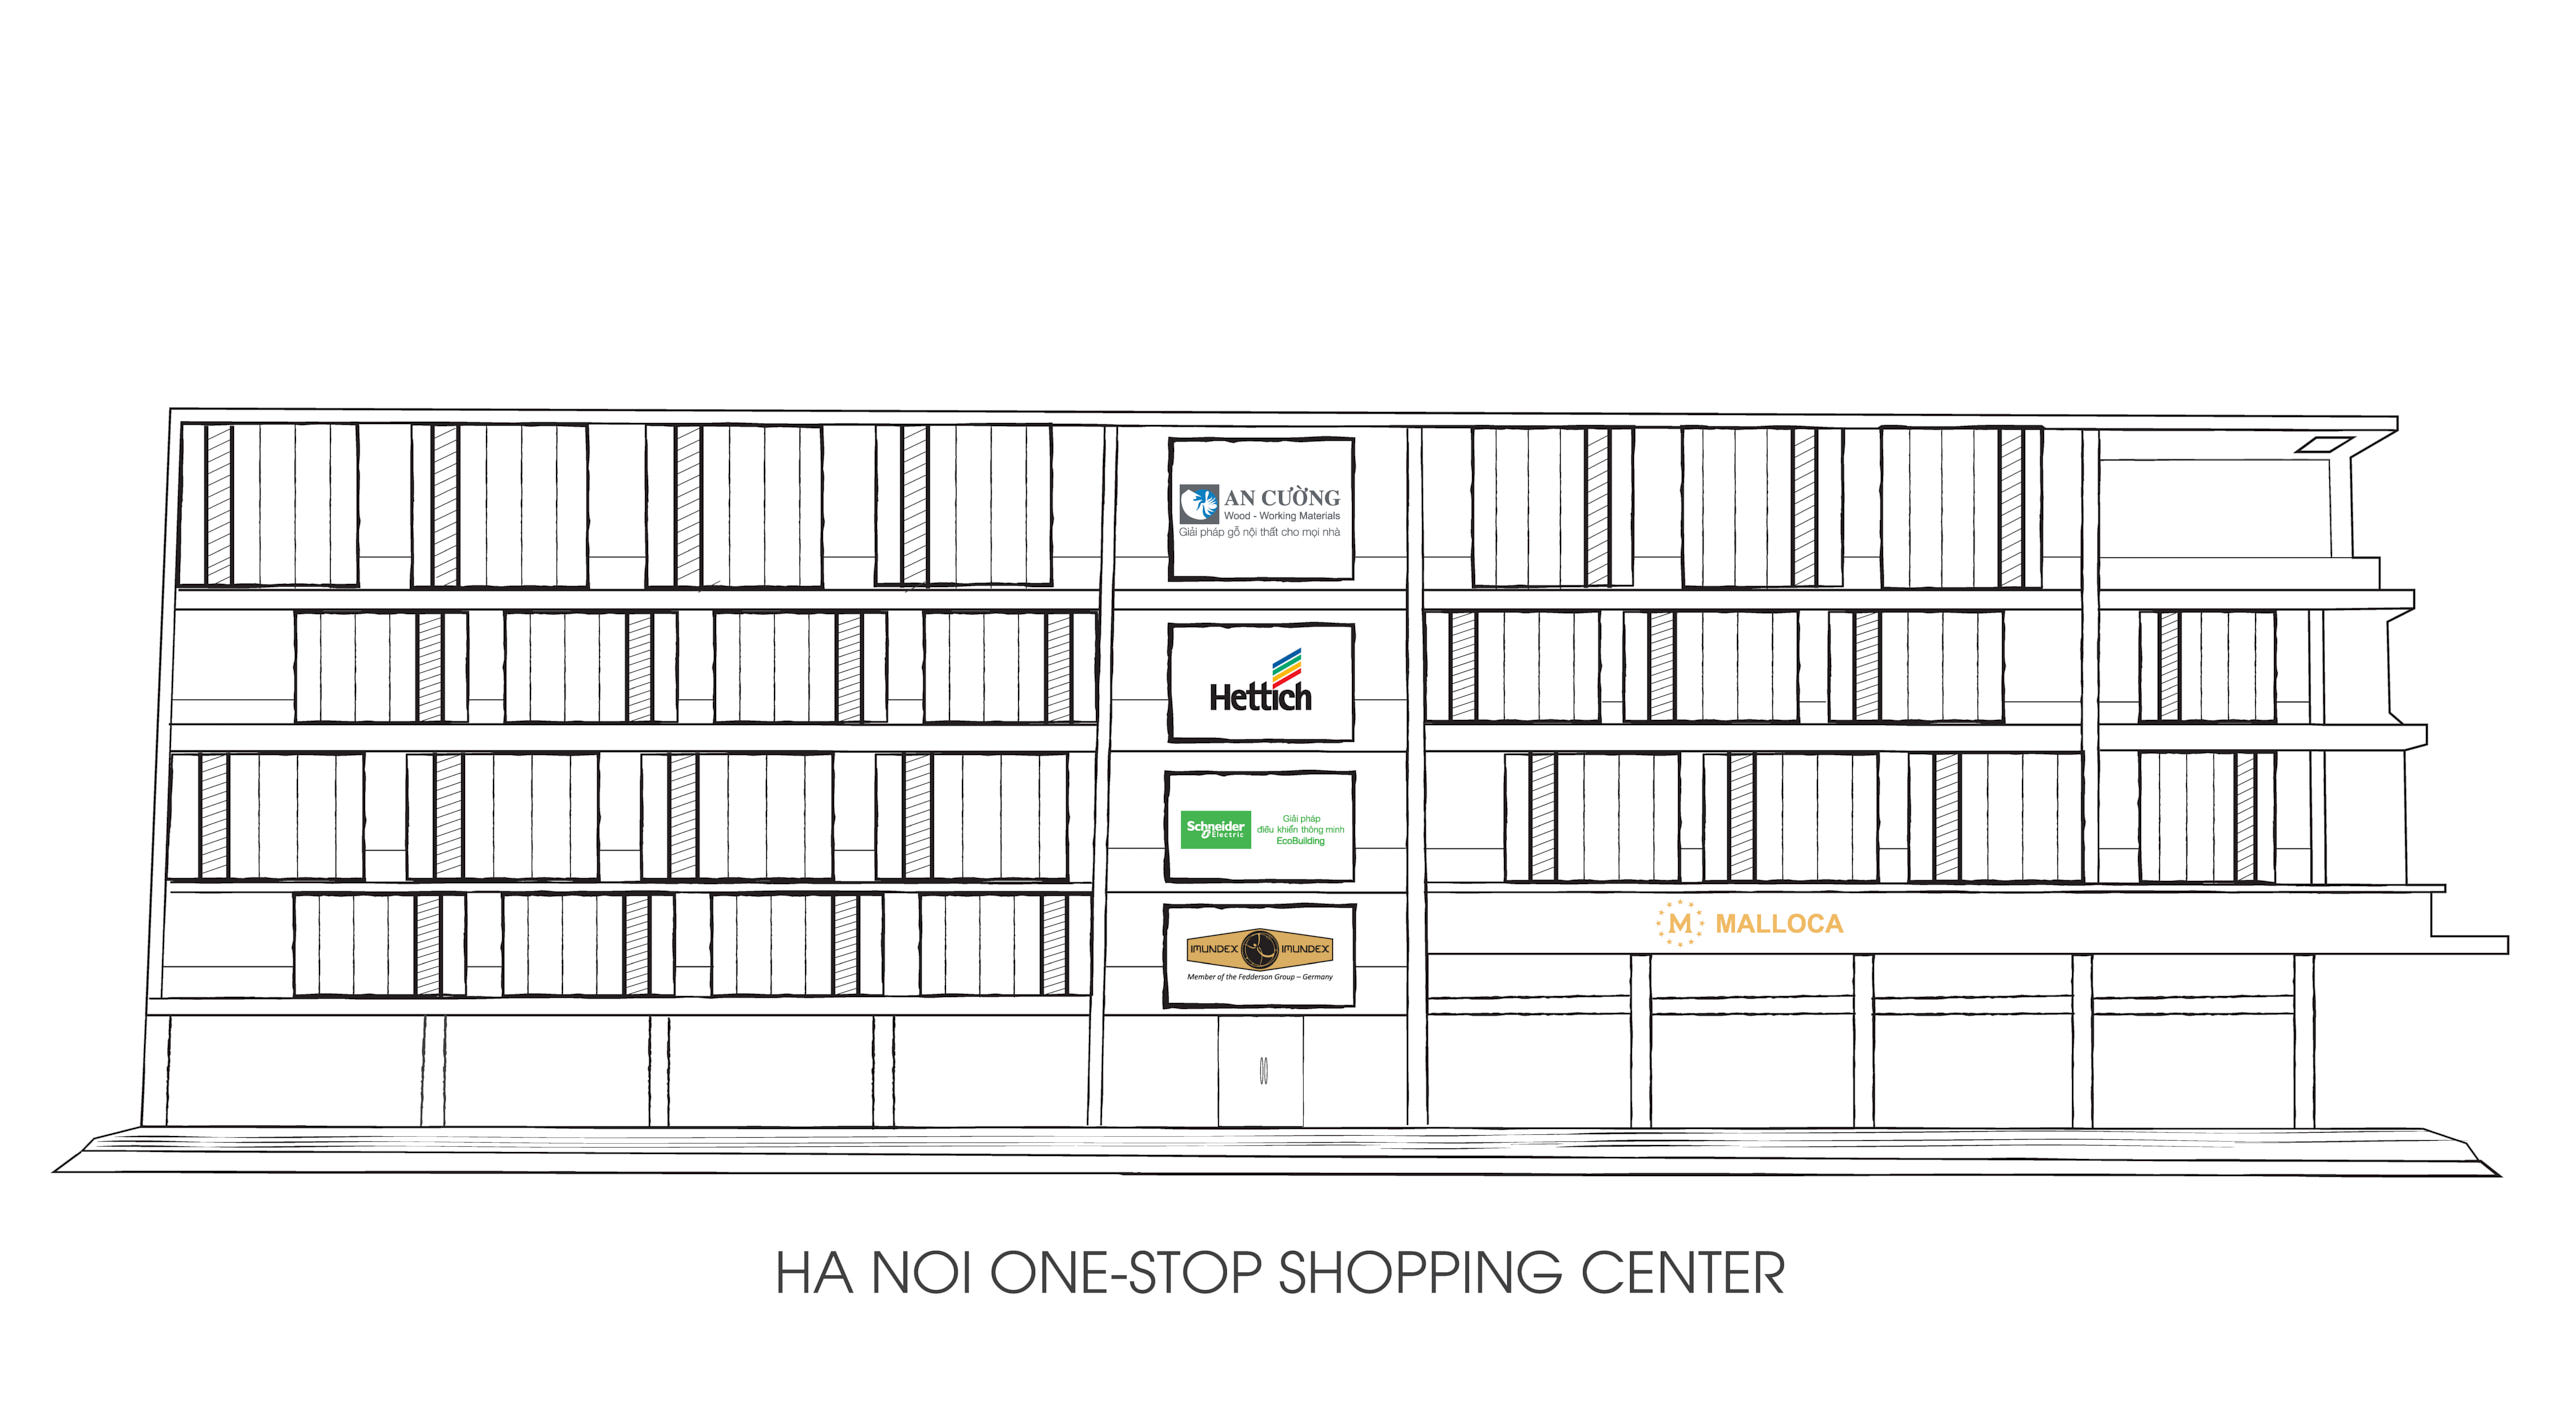 AN CƯỜNG
Wood - Working Materials
Giải pháp gỗ nội thất cho mọi nhà
Hettich
Schneider
Electric
Giải pháp
điều khiển thông minh
EcoBuilding
IMUNDEX IMUNDEX
Member of the Fedderson Group – Germany
M MALLOCA
HA NOI ONE-STOP SHOPPING CENTER